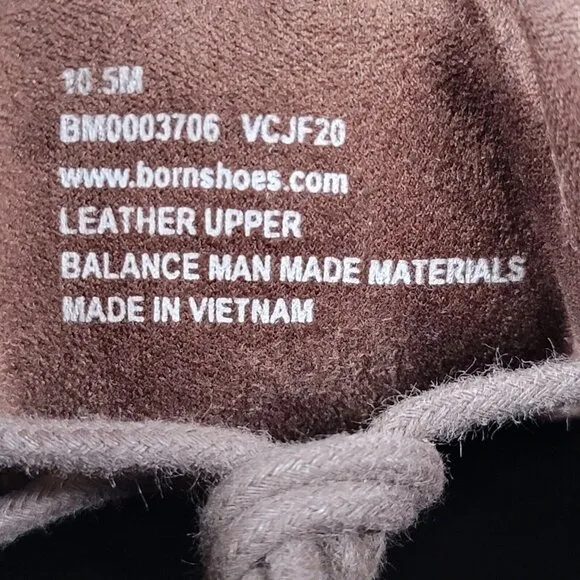 10.5M
BM0003706 VCJF20
www.bornshoes.com
LEATHER UPPER
BALANCE MAN MADE MATERIALS
MADE IN VIETNAM